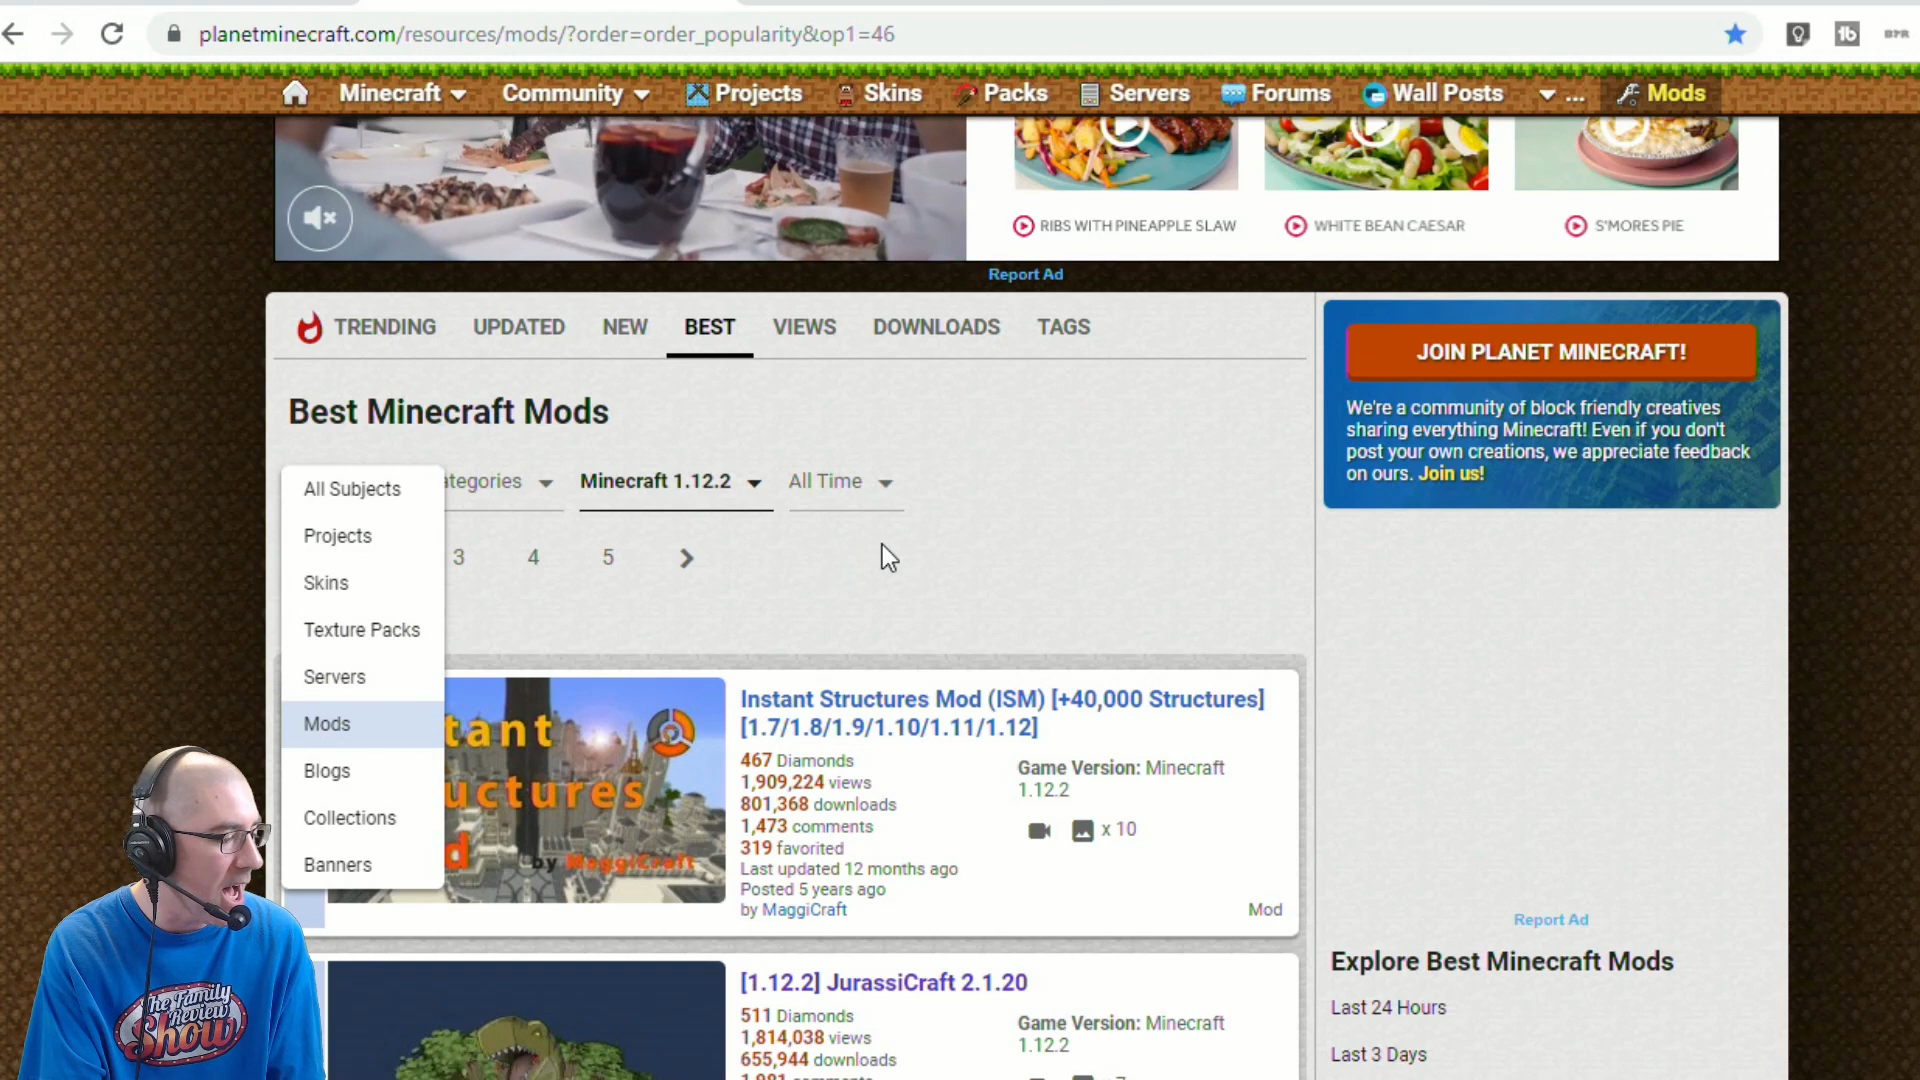 planetminecraft.com/resources/mods/?order=order_popularity&op1=46
Minecraft
Community
Projects
Skins
Packs
Servers
Forums
Wall Posts
...
Mods
RIBS WITH PINEAPPLE SLAW
WHITE BEAN CAESAR
S'MORES PIE
Report Ad
TRENDING
UPDATED
NEW
BEST
VIEWS
DOWNLOADS
TAGS
Best Minecraft Mods
ategories
Minecraft 1.12.2
All Time
3
4
5
All Subjects
Projects
Skins
Texture Packs
Servers
Mods
Blogs
Collections
Banners
tant
uctures
d
by MaggiCraft
Instant Structures Mod (ISM) [+40,000 Structures]
[1.7/1.8/1.9/1.10/1.11/1.12]
467 Diamonds
1,909,224 views
801,368 downloads
1,473 comments
319 favorited
Last updated 12 months ago
Posted 5 years ago
by MaggiCraft
Game Version: Minecraft
1.12.2
x 10
Mod
[1.12.2] JurassiCraft 2.1.20
511 Diamonds
1,814,038 views
655,944 downloads
Game Version: Minecraft
1.12.2
JOIN PLANET MINECRAFT!
We're a community of block friendly creatives
sharing everything Minecraft! Even if you don't
post your own creations, we appreciate feedback
on ours. Join us!
Report Ad
Explore Best Minecraft Mods
Last 24 Hours
Last 3 Days
The Family
Review
Show